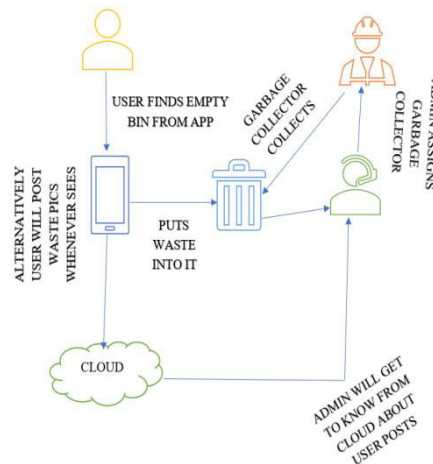 USER FINDS EMPTY
BIN FROM APP
GARBAGE
COLLECTOR
COLLECTS
ADMIN ASSIGNS
GARBAGE
COLLECTOR
ALTERNATIVELY
USER WILL POST
WASTE PICS
WHENEVER SEES
PUTS
WASTE
INTO IT
CLOUD
ADMIN WILL GET
TO KNOW FROM
CLOUD ABOUT
USER POSTS